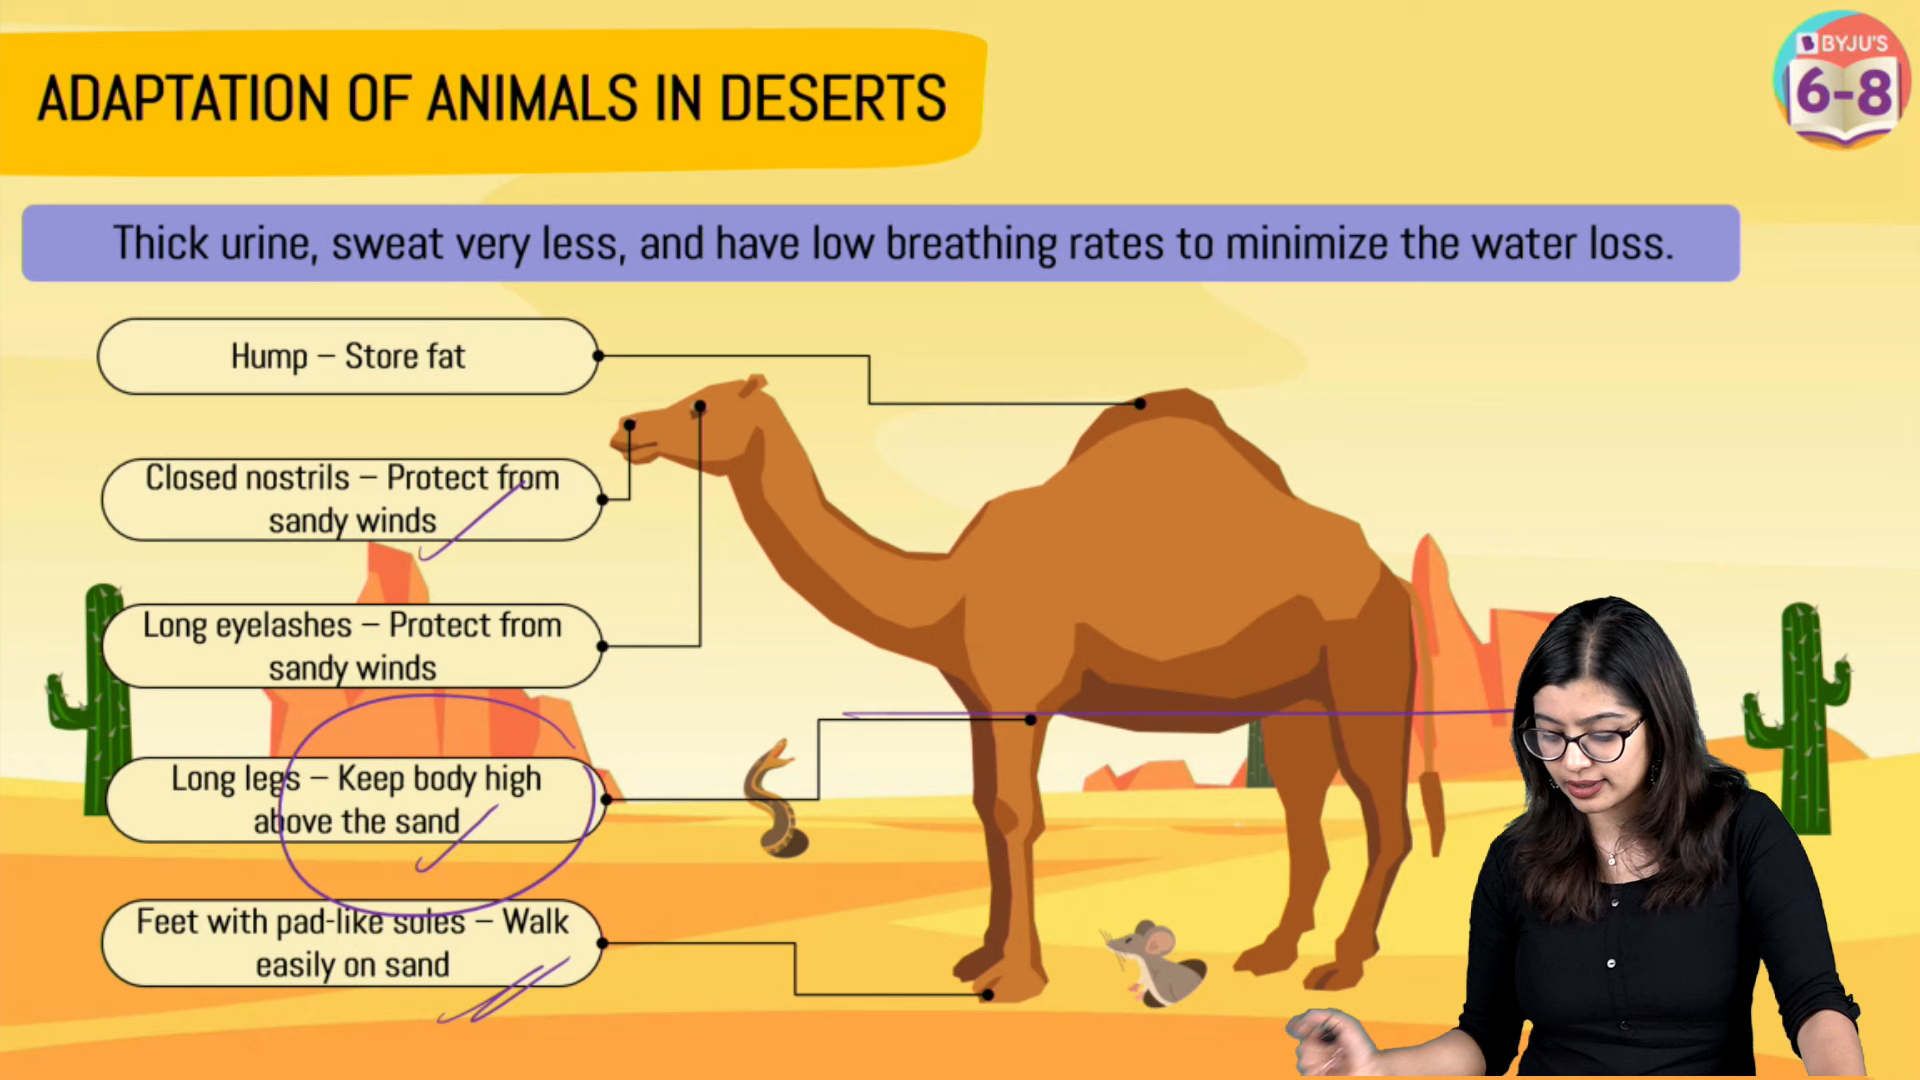 BYJU'S
6-8
ADAPTATION OF ANIMALS IN DESERTS
Thick urine, sweat very less, and have low breathing rates to minimize the water loss.
Hump – Store fat
Closed nostrils – Protect from
sandy winds
Long eyelashes – Protect from
sandy winds
Long legs – Keep body high
above the sand
Feet with pad-like soles – Walk
easily on sand